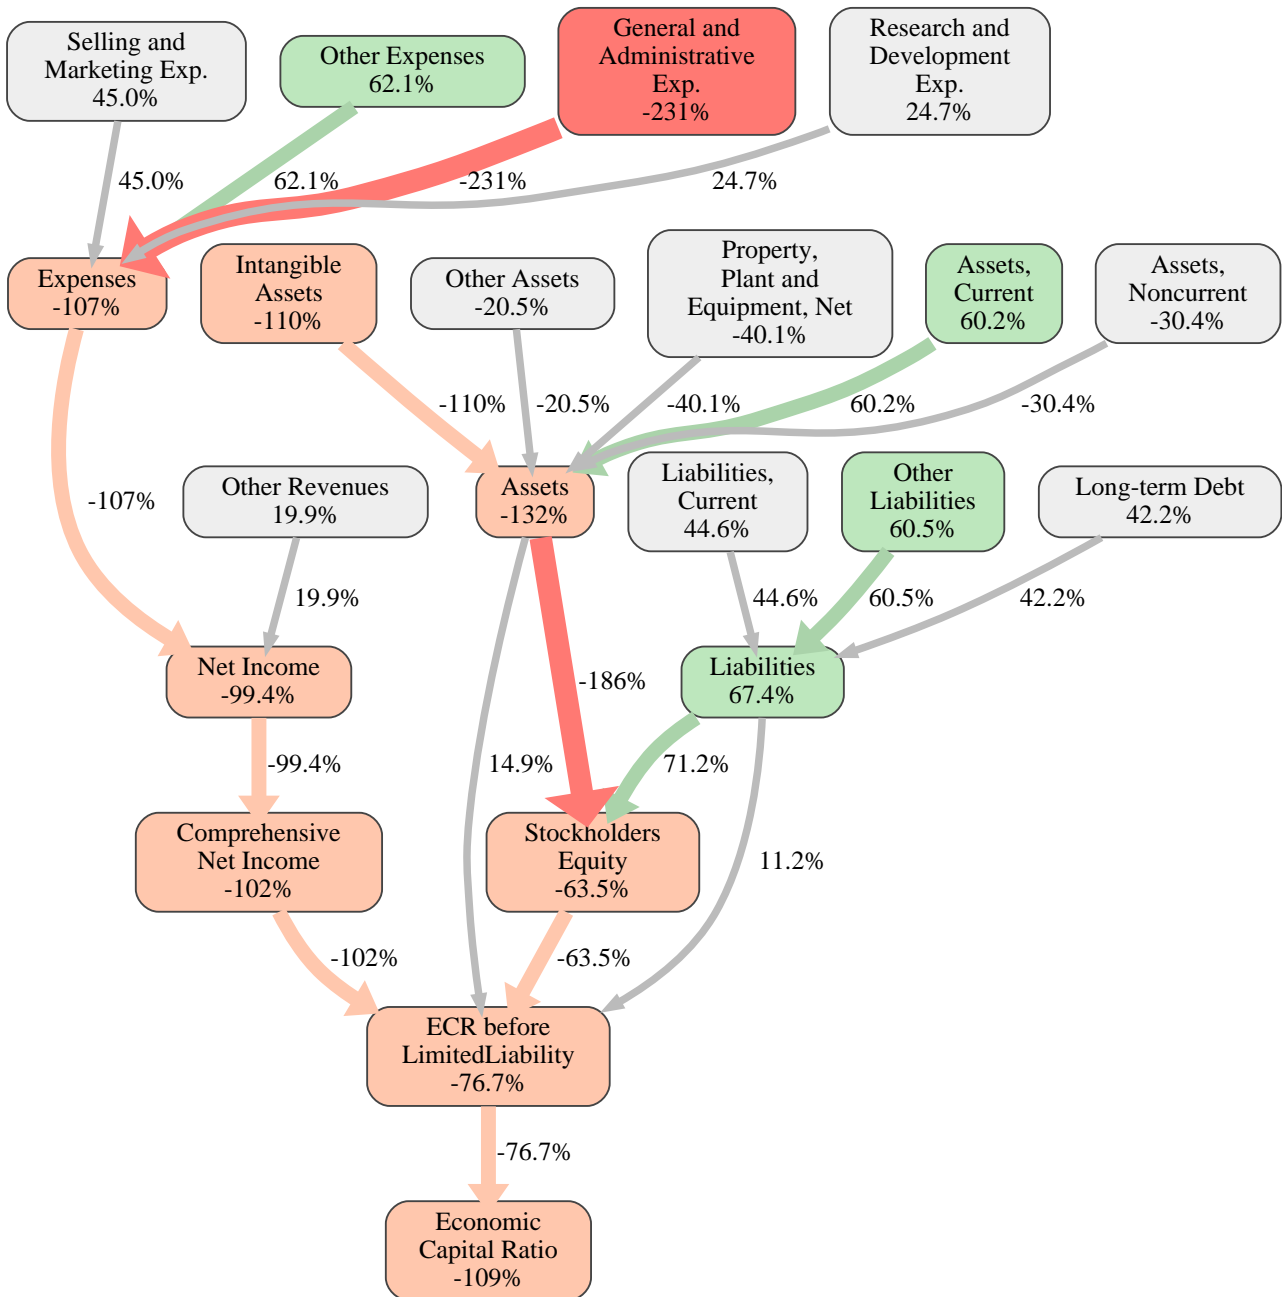 Selling and
Marketing Exp.
45.0%
Other Expenses
62.1%
General and
Administrative
Exp.
-231%
Research and
Development
Exp.
24.7%
45.0%
62.1%
-231%
24.7%
Expenses
-107%
Intangible
Assets
-110%
Other Assets
-20.5%
Property,
Plant and
Equipment, Net
-40.1%
Assets,
Current
60.2%
Assets,
Noncurrent
-30.4%
-110%
-20.5%
-40.1%
60.2%
-30.4%
-107%
Other Revenues
19.9%
Assets
-132%
Liabilities,
Current
44.6%
Other
Liabilities
60.5%
Long-term Debt
42.2%
19.9%
44.6%
60.5%
42.2%
Net Income
-99.4%
-186%
Liabilities
67.4%
-99.4%
14.9%
71.2%
Comprehensive
Net Income
-102%
Stockholders
Equity
-63.5%
11.2%
-102%
-63.5%
ECR before
LimitedLiability
-76.7%
-76.7%
Economic
Capital Ratio
-109%